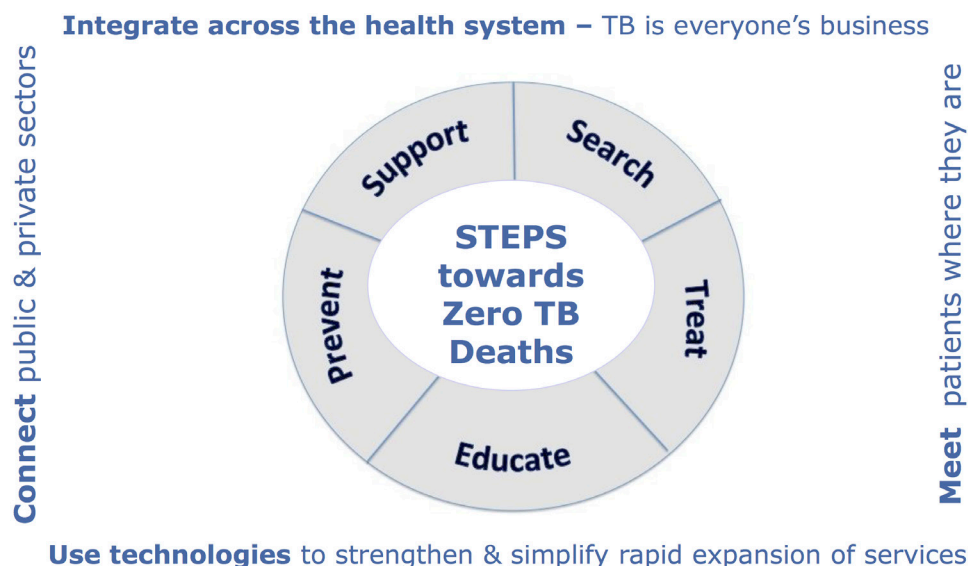 Integrate across the health system – TB is everyone's business
Connect public & private sectors
Support
Search
Prevent
STEPS
towards
Zero TB
Deaths
Treat
Educate
Meet patients where they are
Use technologies to strengthen & simplify rapid expansion of services